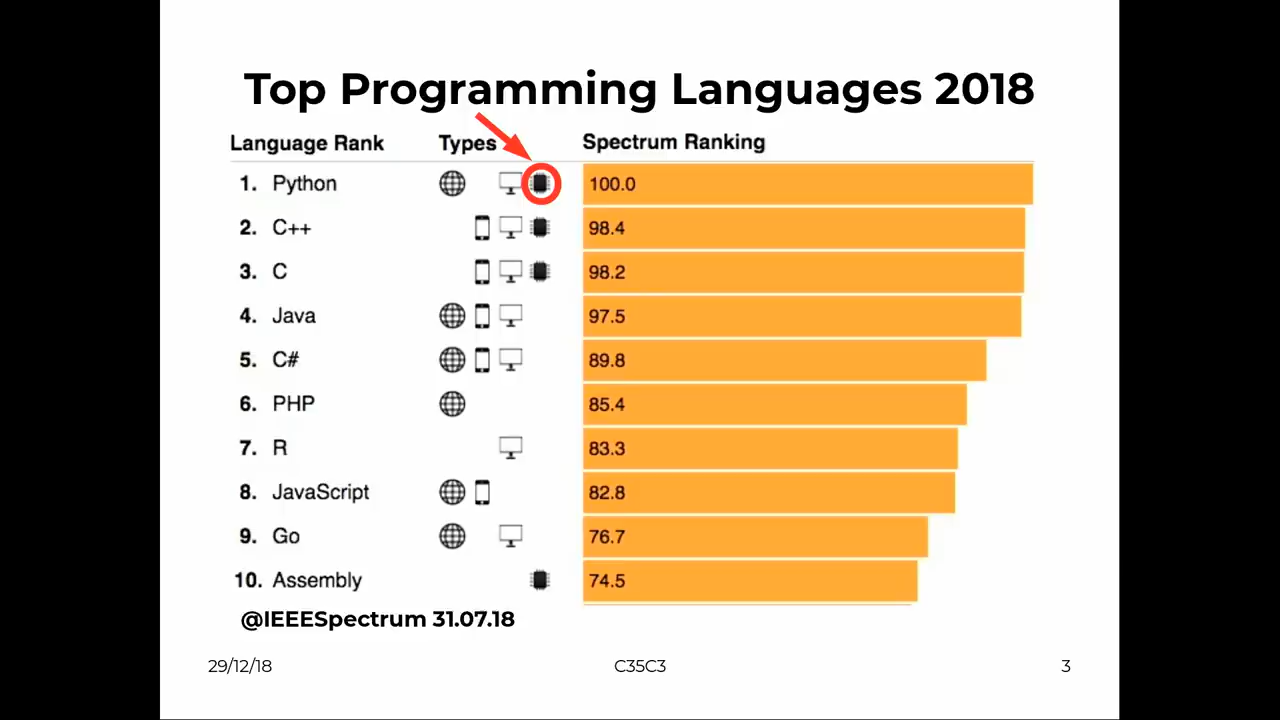 Top Programming Languages 2018
Language Rank Types Spectrum Ranking
1. Python 100.0
2. C++ 98.4
3. C 98.2
4. Java 97.5
5. C# 89.8
6. PHP 85.4
7. R 83.3
8. JavaScript 82.8
9. Go 76.7
10. Assembly 74.5
@IEEESpectrum 31.07.18
29/12/18 C35C3 3